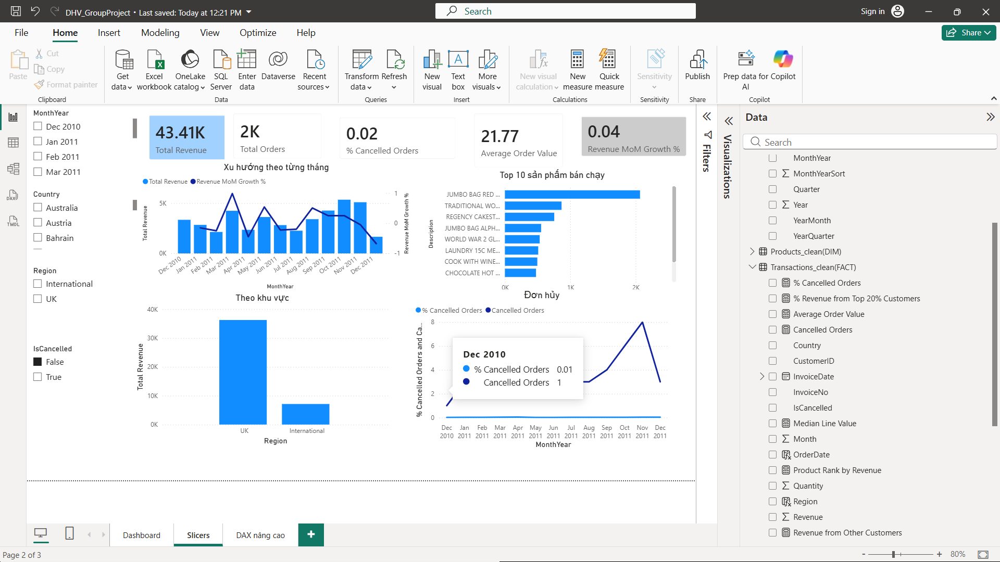 DHV_GroupProject • Last saved: Today at 12:21 PM
Search
Sign in
File
Home
Insert
Modeling
View
Optimize
Help
Share
Paste
Cut
Copy
Format painter
Clipboard
Get data
Excel workbook
OneLake catalog
SQL Server
Enter data
Dataverse
Recent sources
Data
Transform data
Refresh
Queries
New visual
Text box
More visuals
Insert
New visual calculation
New measure
Quick measure
Calculations
Sensitivity
Sensitivity
Publish
Share
Prep data for AI
Copilot
Copilot
MonthYear
Dec 2010
Jan 2011
Feb 2011
Mar 2011
Country
Australia
Austria
Bahrain
Region
International
UK
IsCancelled
False
True
43.41K
Total Revenue
2K
Total Orders
0.02
% Cancelled Orders
21.77
Average Order Value
0.04
Revenue MoM Growth %
Xu hướng theo từng tháng
Total Revenue
Revenue MoM Growth %
Total Revenue
5K
0K
1
0
-1
Revenue MoM Growth %
Dec 2010
Jan 2011
Feb 2011
Mar 2011
Apr 2011
May 2011
Jun 2011
Jul 2011
Aug 2011
Sep 2011
Oct 2011
Nov 2011
Dec 2011
MonthYear
Top 10 sản phẩm bán chạy
Description
JUMBO BAG RED ...
TRADITIONAL WO...
REGENCY CAKEST...
JUMBO BAG ALPH...
WORLD WAR 2 GL...
LAUNDRY 15C ME...
COOK WITH WINE...
CHOCOLATE HOT ...
0K
1K
2K
Theo khu vực
Total Revenue
40K
30K
20K
10K
0K
UK
International
Region
Đơn hủy
% Cancelled Orders
Cancelled Orders
% Cancelled Orders and Ca...
8
6
4
2
0
Dec 2010
% Cancelled Orders 0.01
Cancelled Orders 1
Dec 2010
Jan 2011
Feb 2011
Mar 2011
Apr 2011
May 2011
Jun 2011
Jul 2011
Aug 2011
Sep 2011
Oct 2011
Nov 2011
Dec 2011
MonthYear
Filters
Visualizations
Data
Search
MonthYear
MonthYearSort
Quarter
Year
YearMonth
YearQuarter
Products_clean(DIM)
Transactions_clean(FACT)
% Cancelled Orders
% Revenue from Top 20% Customers
Average Order Value
Cancelled Orders
Country
CustomerID
InvoiceDate
InvoiceNo
IsCancelled
Median Line Value
Month
OrderDate
Product Rank by Revenue
Quantity
Region
Revenue
Revenue from Other Customers
DAX
TMDL
Dashboard
Slicers
DAX nâng cao
Page 2 of 3
80%